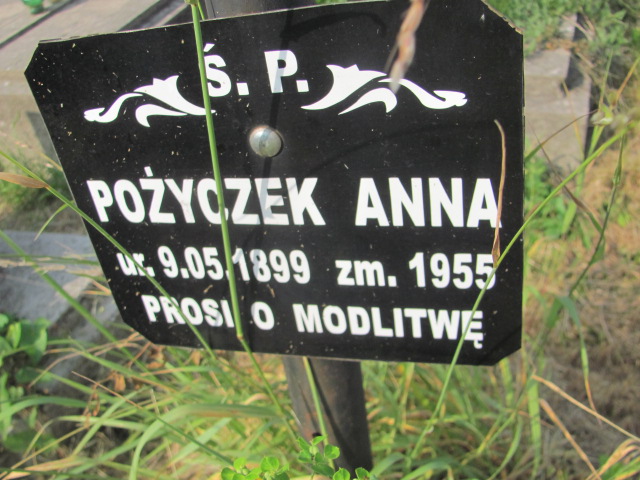 Ś. P.
POŻYCZEK ANNA
ur. 9.05.1899 zm. 1955
PROSI O MODLITWĘ